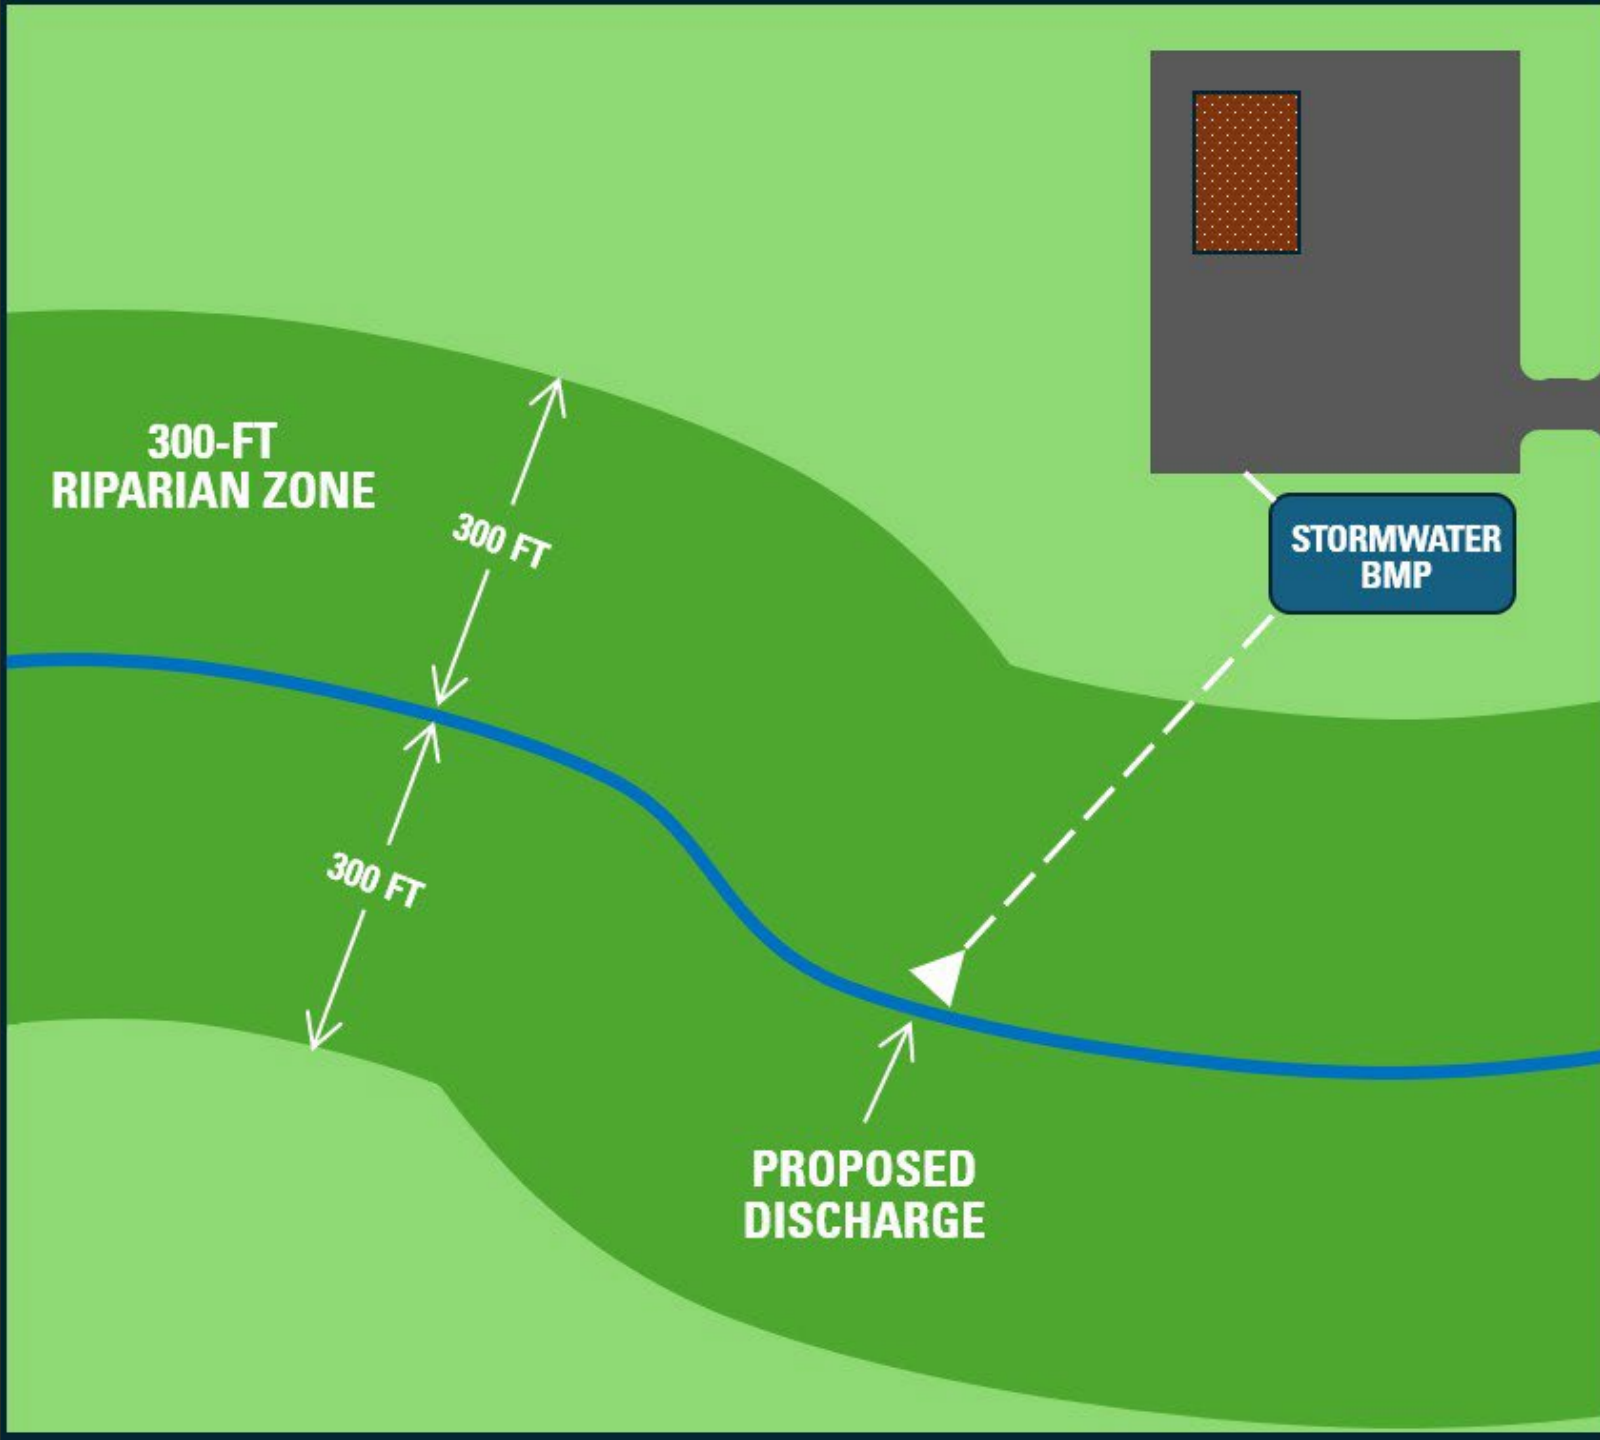 300-FT
RIPARIAN ZONE
300 FT
STORMWATER
BMP
300 FT
PROPOSED
DISCHARGE